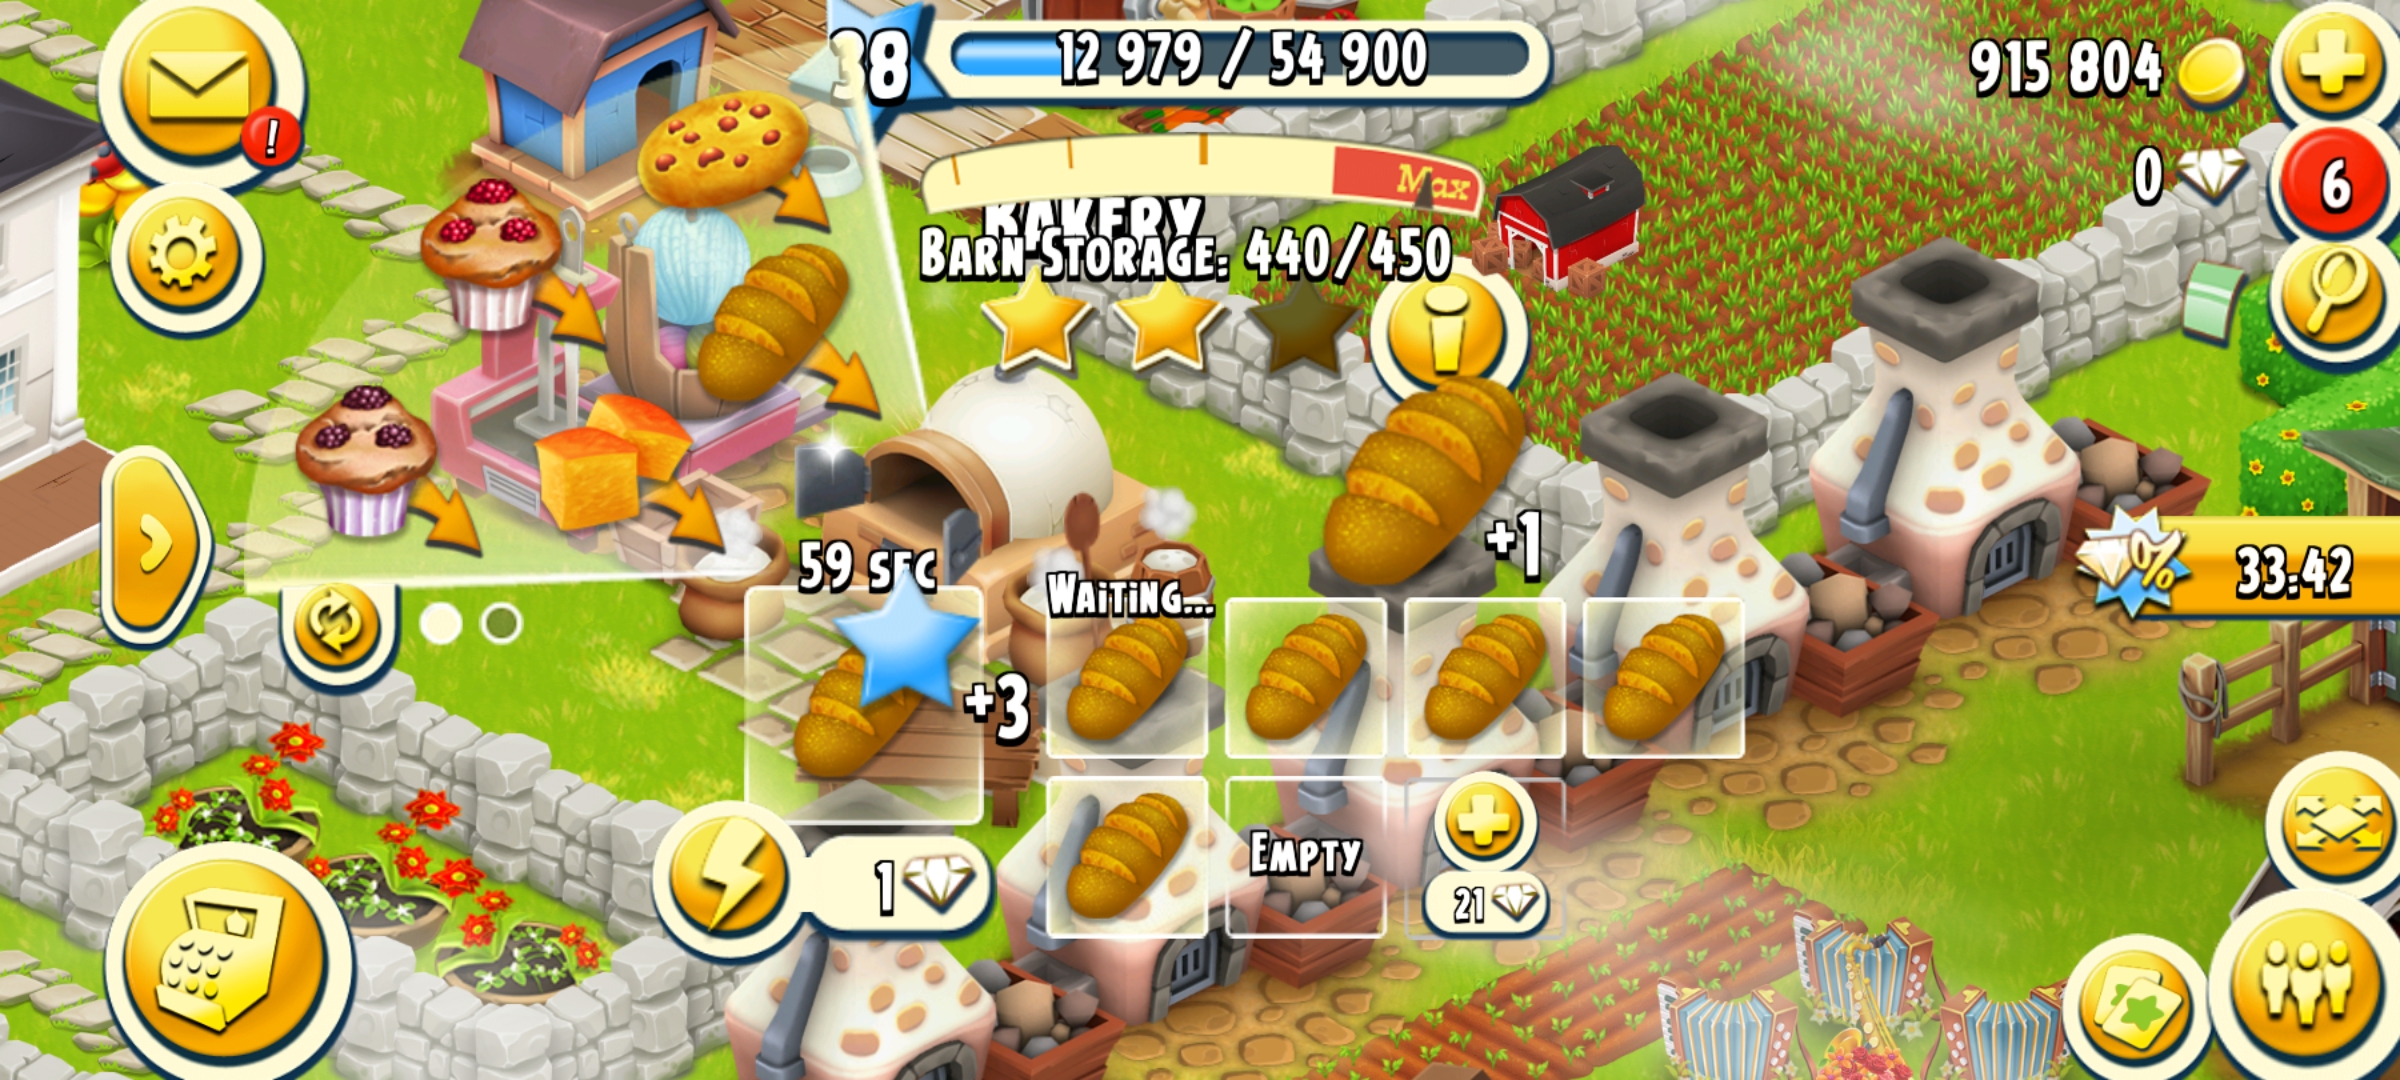 38
12 979 / 54 900
915 804
!
0
6
Max
BAKERY
BARN STORAGE: 440/450
+1
59 SEC
WAITING...
33:42
%
+3
EMPTY
1
21